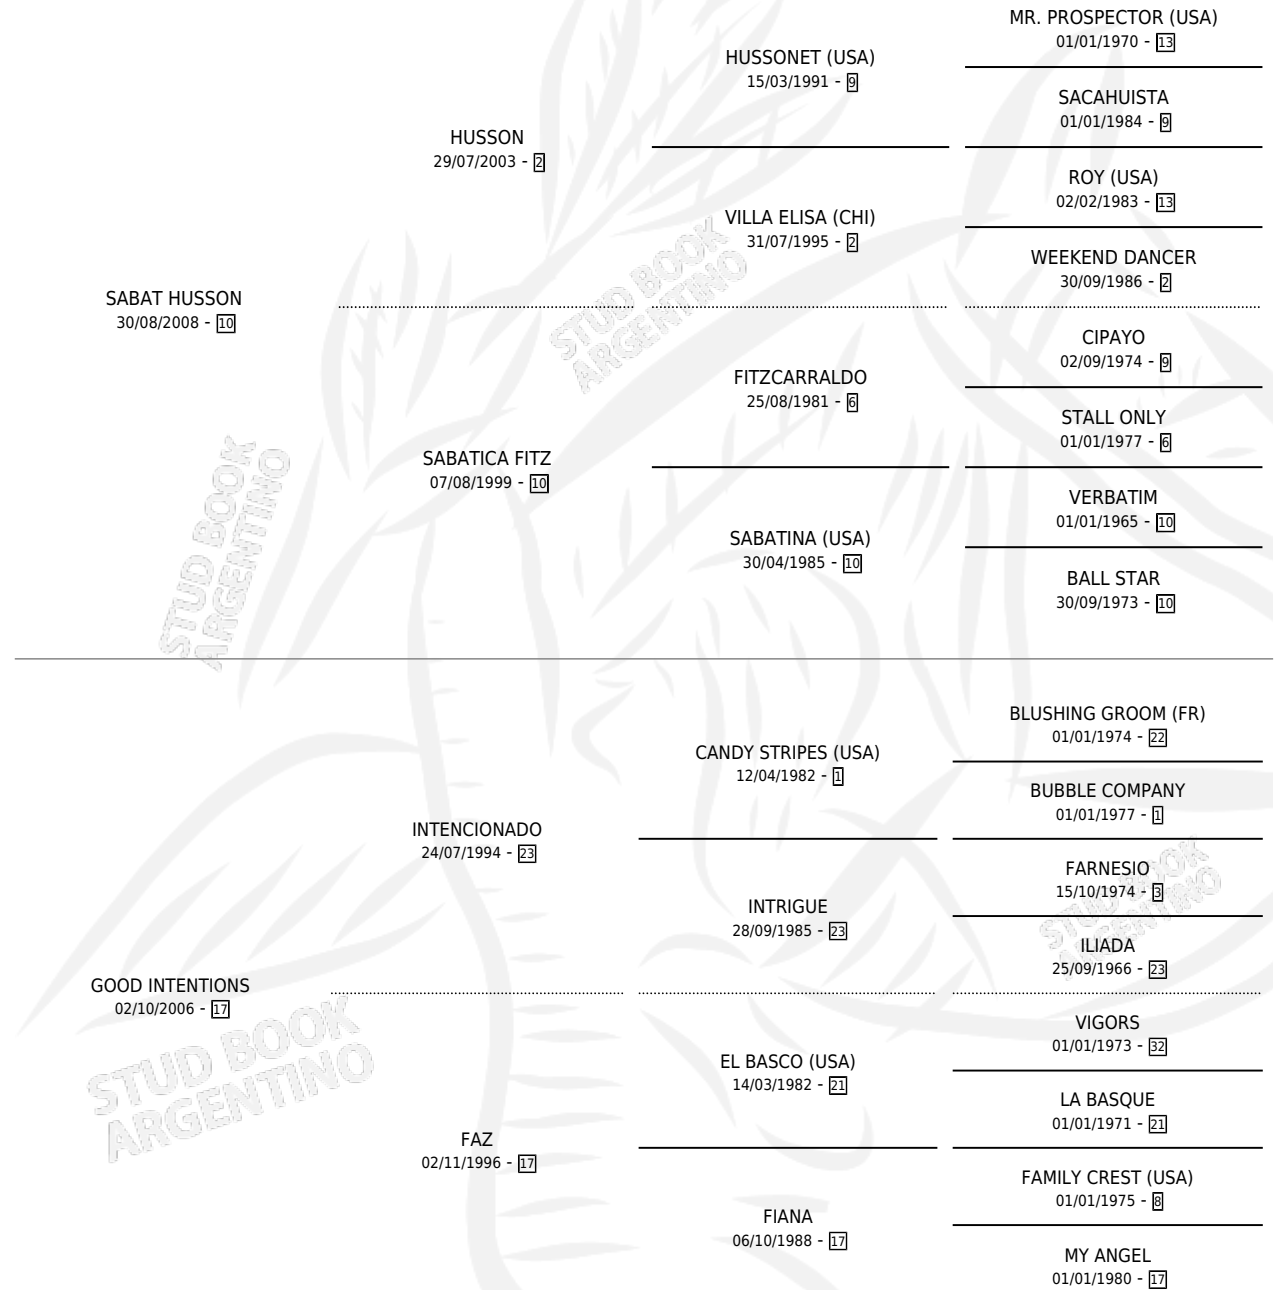 MR. PROSPECTOR (USA)
01/01/1970 - 13
HUSSONET (USA)
15/03/1991 - 9
SACAHUISTA
01/01/1984 - 9
HUSSON
29/07/2003 - 2
ROY (USA)
02/02/1983 - 13
VILLA ELISA (CHI)
31/07/1995 - 2
WEEKEND DANCER
30/09/1986 - 2
SABAT HUSSON
30/08/2008 - 10
CIPAYO
02/09/1974 - 9
FITZCARRALDO
25/08/1981 - 6
STALL ONLY
01/01/1977 - 6
SABATICA FITZ
07/08/1999 - 10
VERBATIM
01/01/1965 - 10
SABATINA (USA)
30/04/1985 - 10
BALL STAR
30/09/1973 - 10
STUD BOOK
ARGENTINO
STUD BOOK
ARGENTINO
BLUSHING GROOM (FR)
01/01/1974 - 22
CANDY STRIPES (USA)
12/04/1982 - 1
BUBBLE COMPANY
01/01/1977 - 1
INTENCIONADO
24/07/1994 - 23
FARNESIO
15/10/1974 - 3
INTRIGUE
28/09/1985 - 23
ILIADA
25/09/1966 - 23
STUD BOOK
ARGENTINO
GOOD INTENTIONS
02/10/2006 - 17
VIGORS
01/01/1973 - 32
EL BASCO (USA)
14/03/1982 - 21
LA BASQUE
01/01/1971 - 21
STUD BOOK
ARGENTINO
FAZ
02/11/1996 - 17
FAMILY CREST (USA)
01/01/1975 - 8
FIANA
06/10/1988 - 17
MY ANGEL
01/01/1980 - 17